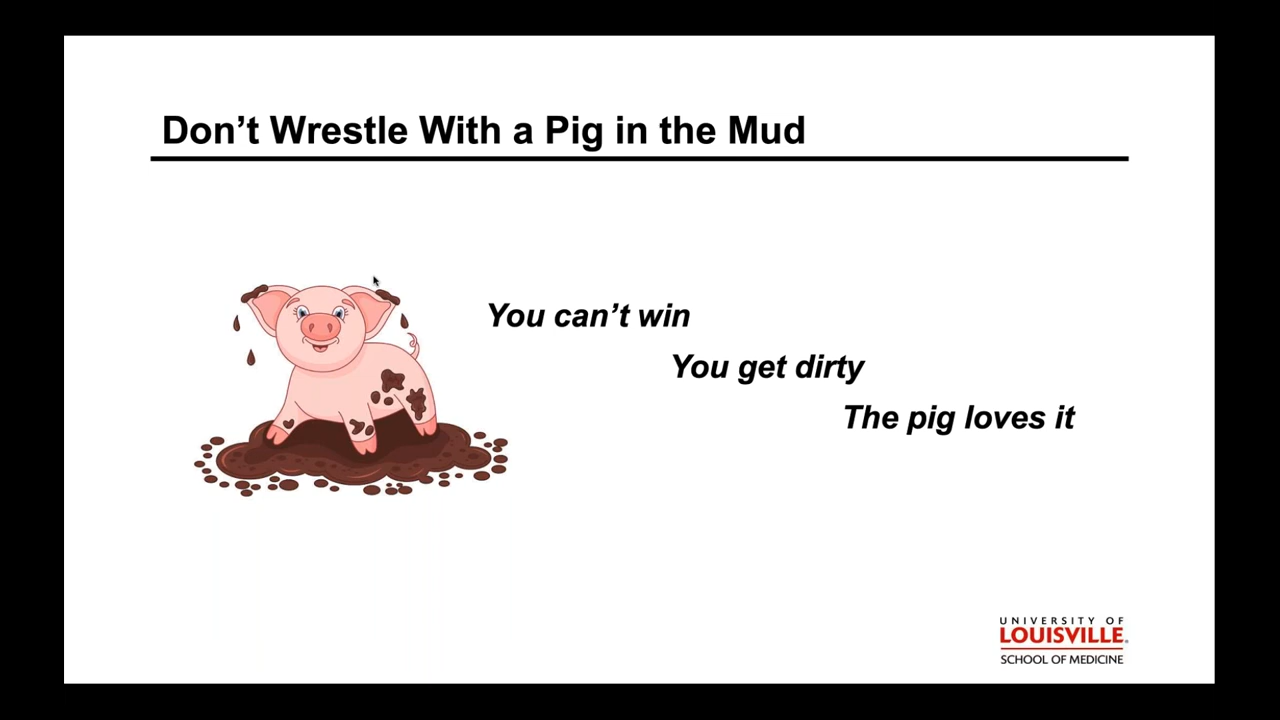 Don’t Wrestle With a Pig in the Mud
You can’t win
You get dirty
The pig loves it
UNIVERSITY OF
LOUISVILLE®
SCHOOL OF MEDICINE